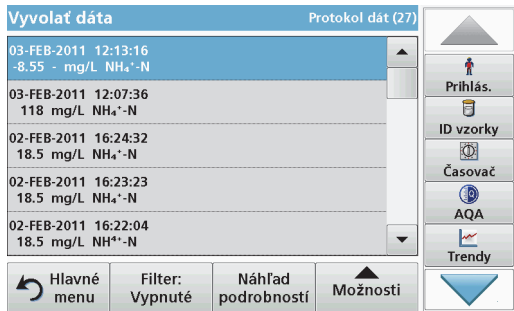 Vyvolať dáta
Protokol dát (27)
03-FEB-2011 12:13:16
-8.55 - mg/L NH₄⁺-N
03-FEB-2011 12:07:36
118 mg/L NH₄⁺-N
02-FEB-2011 16:24:32
18.5 mg/L NH₄⁺-N
02-FEB-2011 16:23:23
18.5 mg/L NH₄⁺-N
02-FEB-2011 16:22:04
18.5 mg/L NH⁴⁺-N
Hlavné
menu
Filter:
Vypnuté
Náhľad
podrobností
Možnosti
Prihlás.
ID vzorky
Časovač
AQA
Trendy